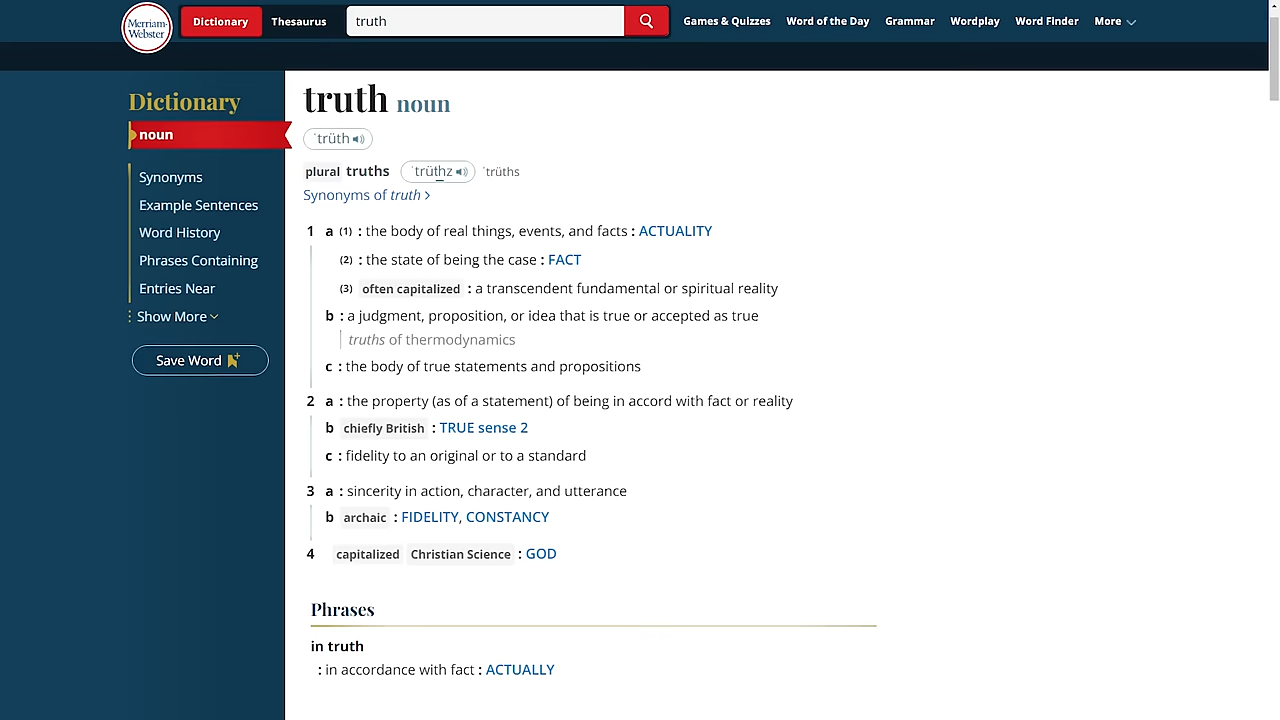 Merriam-
Webster
Dictionary Thesaurus truth Games & Quizzes Word of the Day Grammar Wordplay Word Finder More
Dictionary
noun
Synonyms
Example Sentences
Word History
Phrases Containing
Entries Near
Show More
Save Word
truth noun
ˈtrüth
plural truths ˈtrüt͟hz ˈtrüths
Synonyms of truth >
1 a (1) : the body of real things, events, and facts : ACTUALITY
(2) : the state of being the case : FACT
(3) often capitalized : a transcendent fundamental or spiritual reality
b : a judgment, proposition, or idea that is true or accepted as true
truths of thermodynamics
c : the body of true statements and propositions
2 a : the property (as of a statement) of being in accord with fact or reality
b chiefly British : TRUE sense 2
c : fidelity to an original or to a standard
3 a : sincerity in action, character, and utterance
b archaic : FIDELITY, CONSTANCY
4 capitalized Christian Science : GOD
Phrases
in truth
: in accordance with fact : ACTUALLY